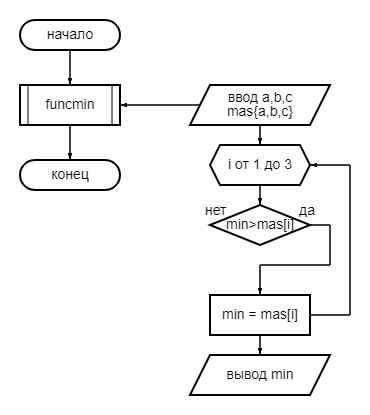 начало
funcmin
конец
ввод a,b,c
mas{a,b,c}
i от 1 до 3
нет
да
min>mas[i]
min = mas[i]
вывод min